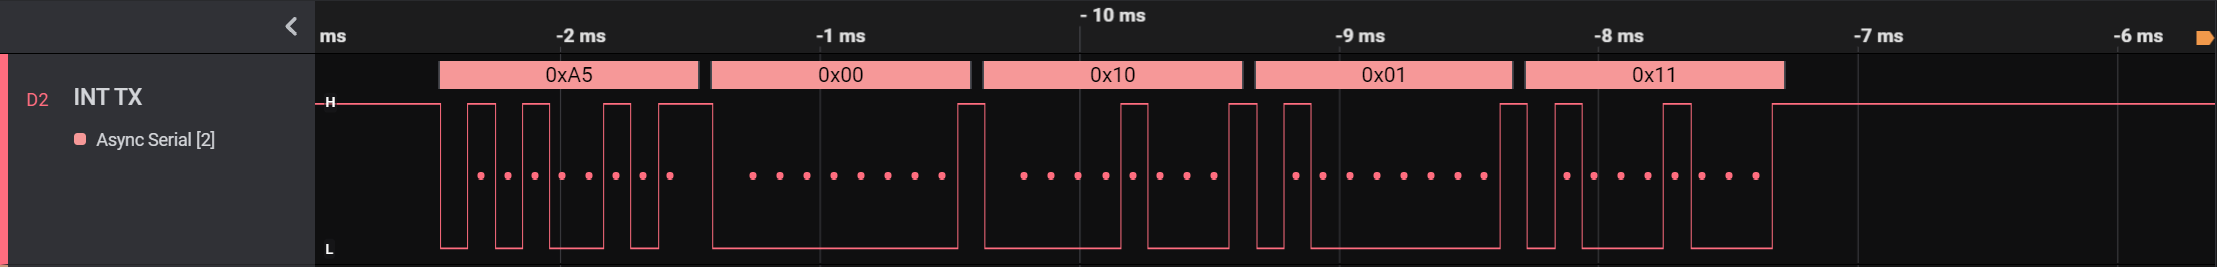 - 10 ms
ms -2 ms -1 ms -9 ms -8 ms -7 ms -6 ms
0xA5 0x00 0x10 0x01 0x11
D2 INT TX
H
Async Serial [2]
L